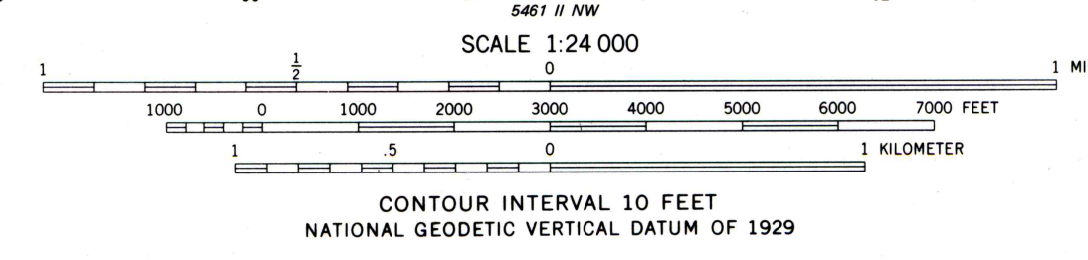 5461 II NW
SCALE 1:24 000
1 1/2 0 1 MI
1000 0 1000 2000 3000 4000 5000 6000 7000 FEET
1 .5 0 1 KILOMETER
CONTOUR INTERVAL 10 FEET
NATIONAL GEODETIC VERTICAL DATUM OF 1929